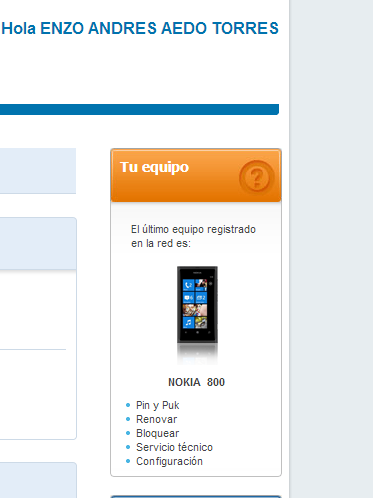 Hola ENZO ANDRES AEDO TORRES
Tu equipo
?
El último equipo registrado
en la red es:
NOKIA 800
Pin y Puk
Renovar
Bloquear
Servicio técnico
Configuración